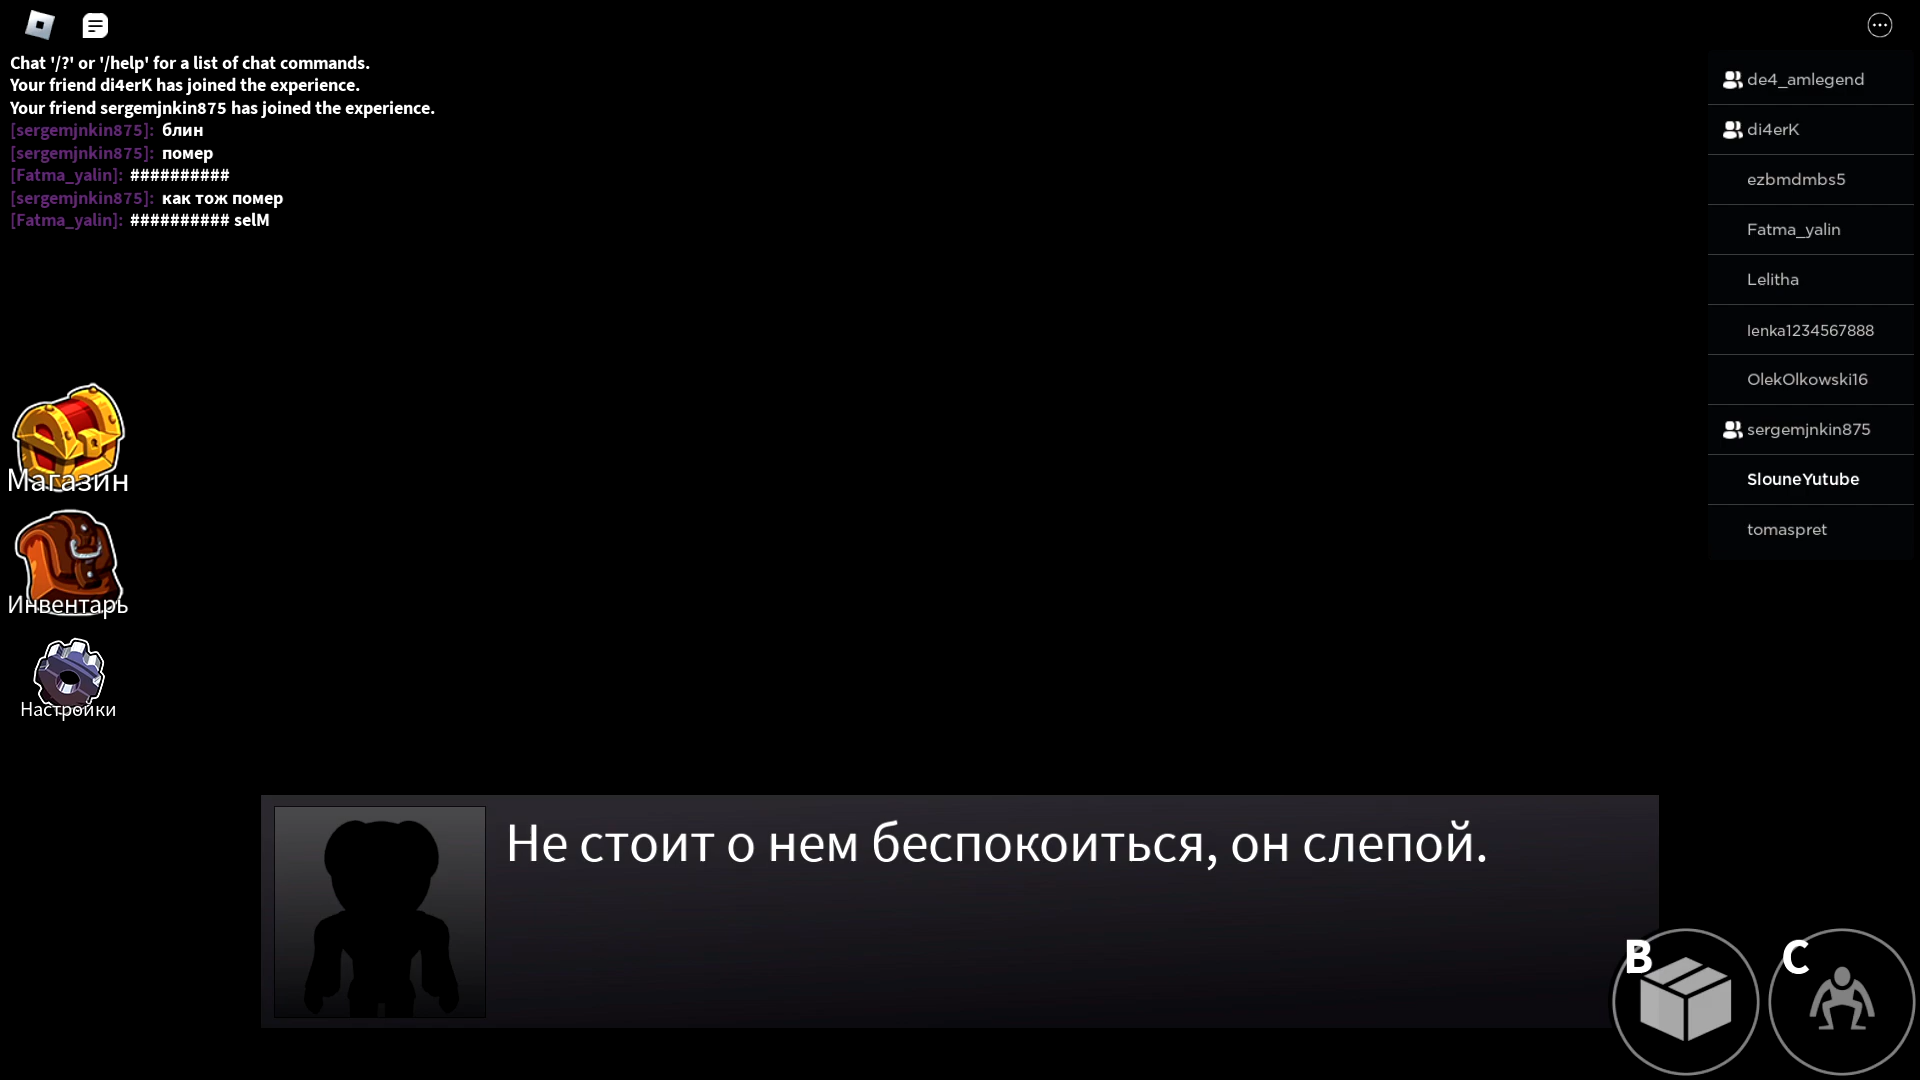 Chat '/?' or '/help' for a list of chat commands.
Your friend di4erK has joined the experience.
Your friend sergemjnkin875 has joined the experience.
[sergemjnkin875]: блин
[sergemjnkin875]: помер
[Fatma_yalin]: ##########
[sergemjnkin875]: как тож помер
[Fatma_yalin]: ########## selM
de4_amlegend
di4erK
ezbmdmbs5
Fatma_yalin
Lelitha
lenka1234567888
OlekOlkowski16
sergemjnkin875
SlouneYutube
tomaspret
Магазин
Инвентарь
Настройки
Не стоит о нем беспокоиться, он слепой.
B
C